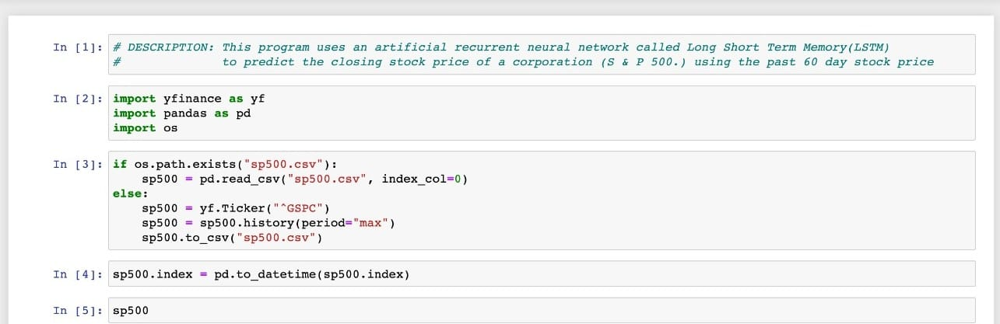 In [1]: # DESCRIPTION: This program uses an artificial recurrent neural network called Long Short Term Memory(LSTM)
#              to predict the closing stock price of a corporation (S & P 500.) using the past 60 day stock price
In [2]: import yfinance as yf
import pandas as pd
import os
In [3]: if os.path.exists("sp500.csv"):
    sp500 = pd.read_csv("sp500.csv", index_col=0)
else:
    sp500 = yf.Ticker("^GSPC")
    sp500 = sp500.history(period="max")
    sp500.to_csv("sp500.csv")
In [4]: sp500.index = pd.to_datetime(sp500.index)
In [5]: sp500